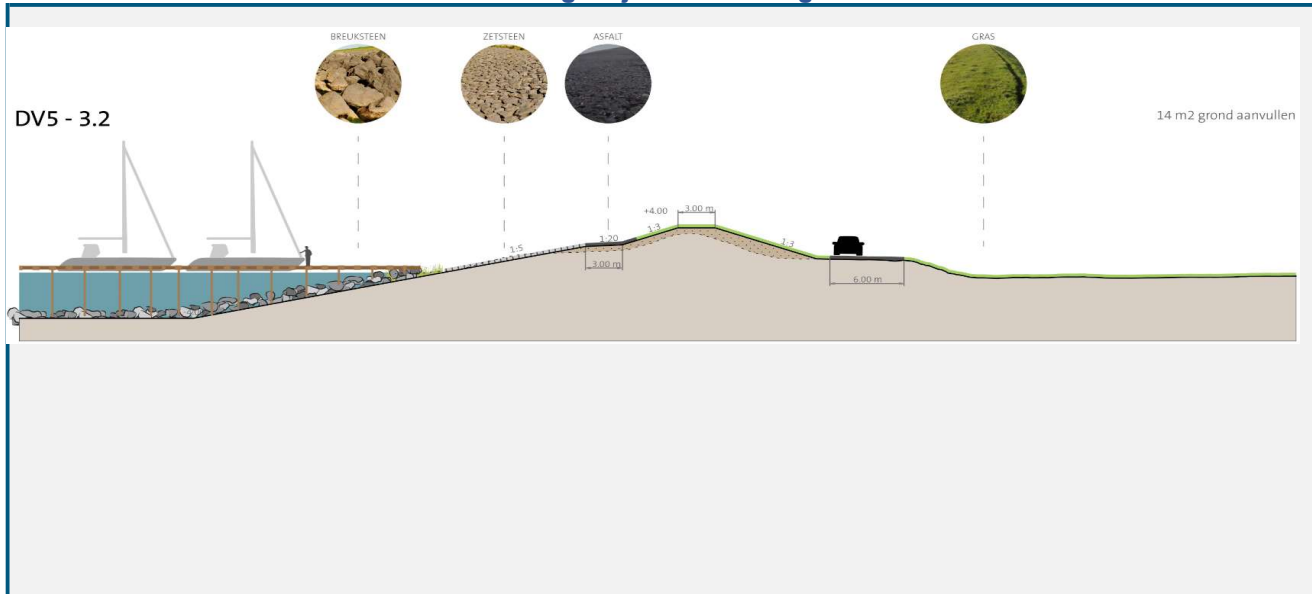 BREUKSTEEN
ZETSTEEN
ASFALT
GRAS
DV5 - 3.2
14 m2 grond aanvullen
+4.00
3.00 m
1:3
1:20
1:5
3.00 m
1:3
6.00 m